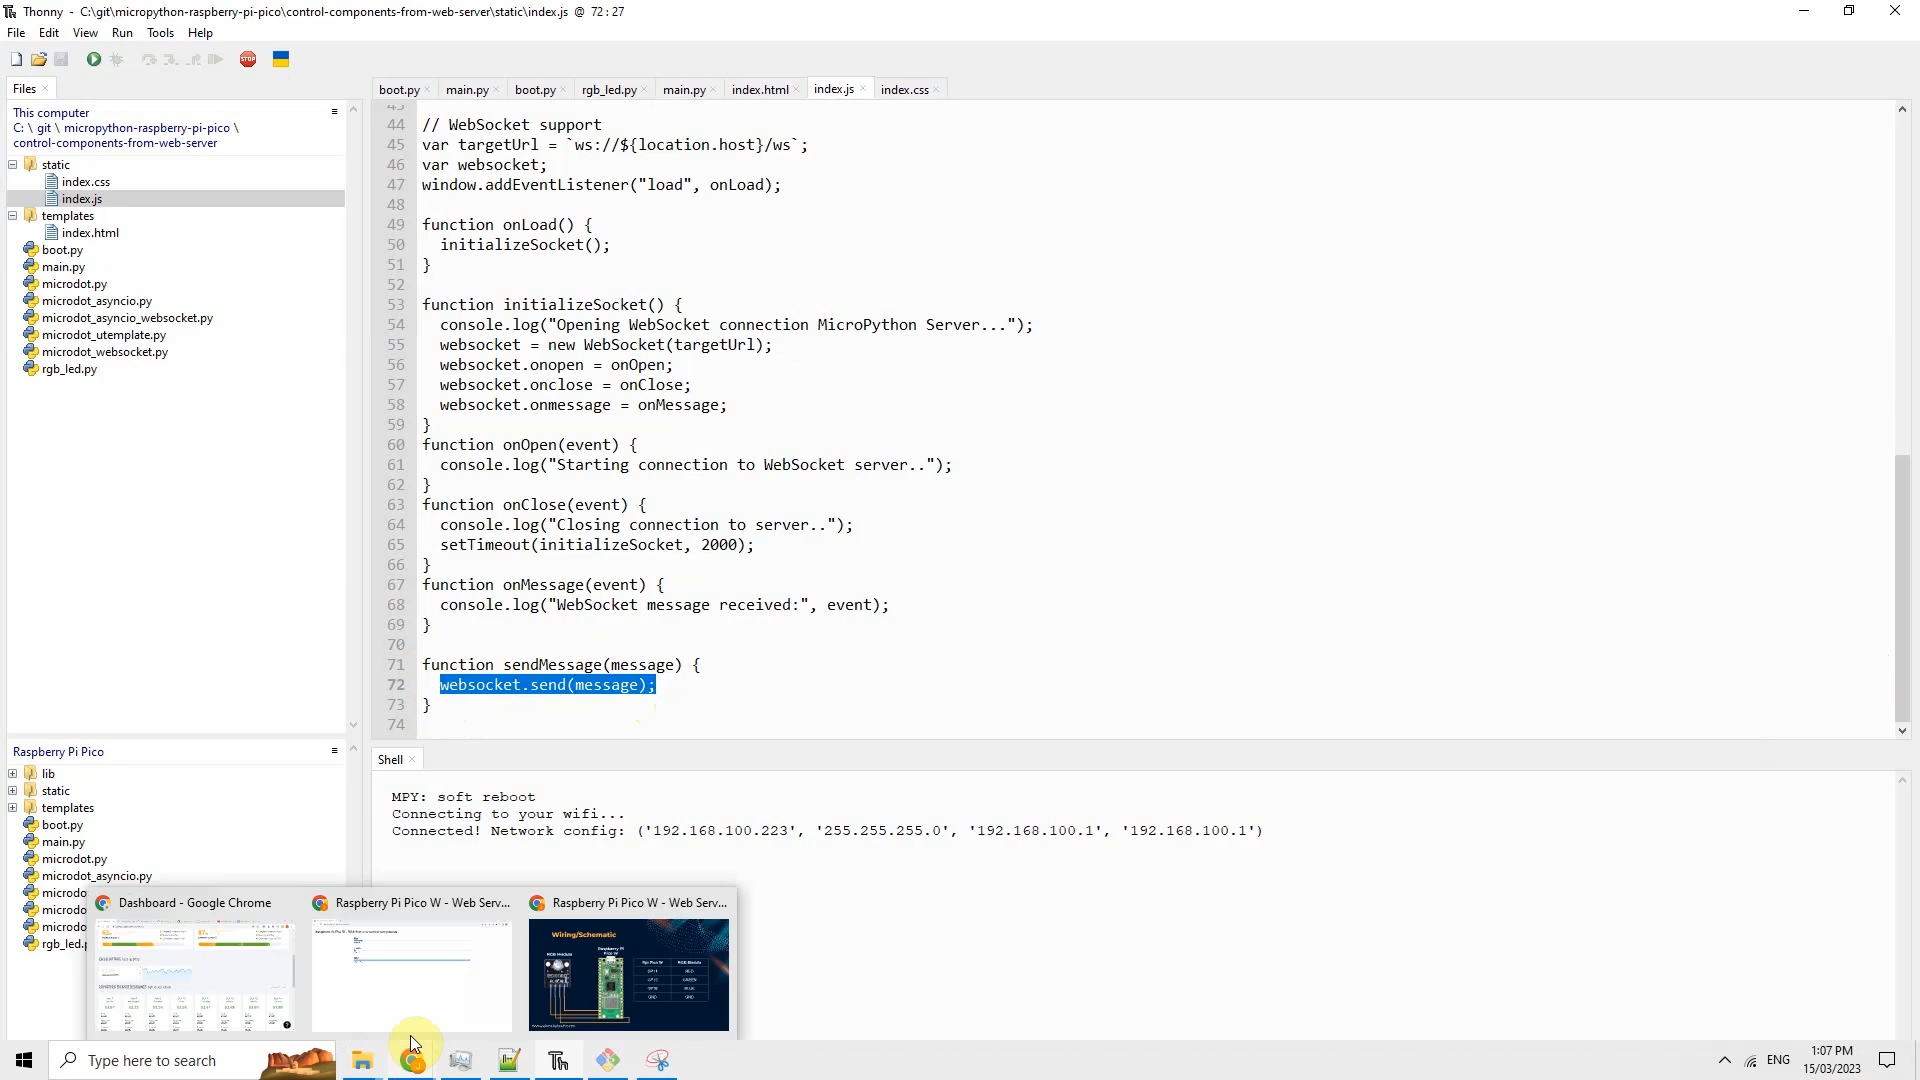 Thonny - C:\git\micropython-raspberry-pi-pico\control-components-from-web-server\static\index.js @ 72 : 27
File Edit View Run Tools Help
STOP
Files
boot.py main.py boot.py rgb_led.py main.py index.html index.js index.css
This computer
C: \ git \ micropython-raspberry-pi-pico \
control-components-from-web-server
static
index.css
index.js
templates
index.html
boot.py
main.py
microdot.py
microdot_asyncio.py
microdot_asyncio_websocket.py
microdot_utemplate.py
microdot_websocket.py
rgb_led.py
44 // WebSocket support
45 var targetUrl = `ws://${location.host}/ws`;
46 var websocket;
47 window.addEventListener("load", onLoad);
48
49 function onLoad() {
50 initializeSocket();
51 }
52
53 function initializeSocket() {
54 console.log("Opening WebSocket connection MicroPython Server...");
55 websocket = new WebSocket(targetUrl);
56 websocket.onopen = onOpen;
57 websocket.onclose = onClose;
58 websocket.onmessage = onMessage;
59 }
60 function onOpen(event) {
61 console.log("Starting connection to WebSocket server..");
62 }
63 function onClose(event) {
64 console.log("Closing connection to server..");
65 setTimeout(initializeSocket, 2000);
66 }
67 function onMessage(event) {
68 console.log("WebSocket message received:", event);
69 }
70
71 function sendMessage(message) {
72 websocket.send(message);
73 }
74
Raspberry Pi Pico
lib
static
templates
boot.py
main.py
microdot.py
microdot_asyncio.py
microdo
microdo
microdo
rgb_led.p
Shell
MPY: soft reboot
Connecting to your wifi...
Connected! Network config: ('192.168.100.223', '255.255.255.0', '192.168.100.1', '192.168.100.1')
Dashboard - Google Chrome
Raspberry Pi Pico W - Web Serv...
Raspberry Pi Pico W - Web Serv...
Wiring/Schematic
Type here to search
ENG
1:07 PM
15/03/2023